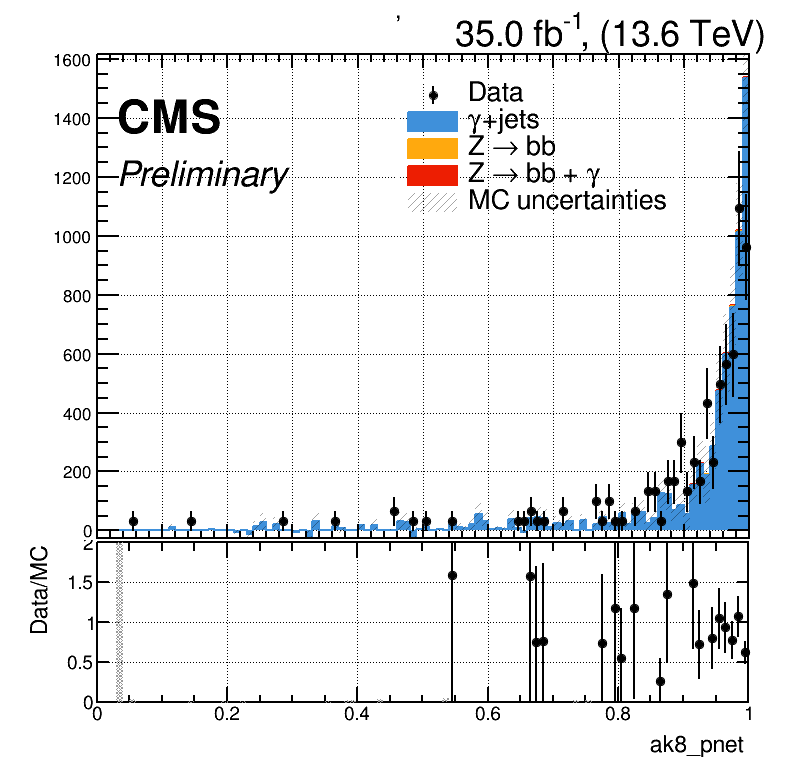 ,
35.0 fb⁻¹, (13.6 TeV)
CMS
Preliminary
Data
γ+jets
Z → bb
Z → bb + γ
MC uncertainties
1600
1400
1200
1000
800
600
400
200
0
Data/MC
2
1.5
1
0.5
0
0 0.2 0.4 0.6 0.8 1
ak8_pnet